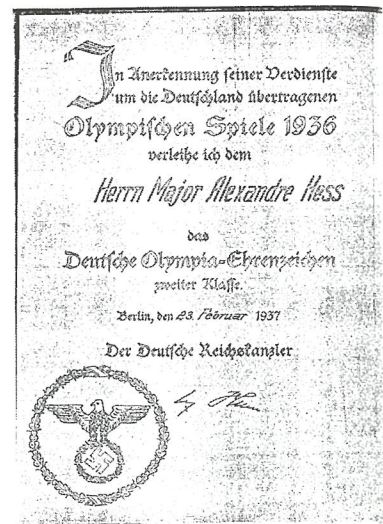 "In Anerkennung seiner Verdienste
um die Deutschland übertragenen
Olympischen Spiele 1936
verleihe ich dem
Herrn Major Alexandre Hess
das
Deutsche Olympia-Ehrenzeichen
zweiter Klasse.
Berlin, den 23. Februar 1937
Der Deutsche Reichskanzler